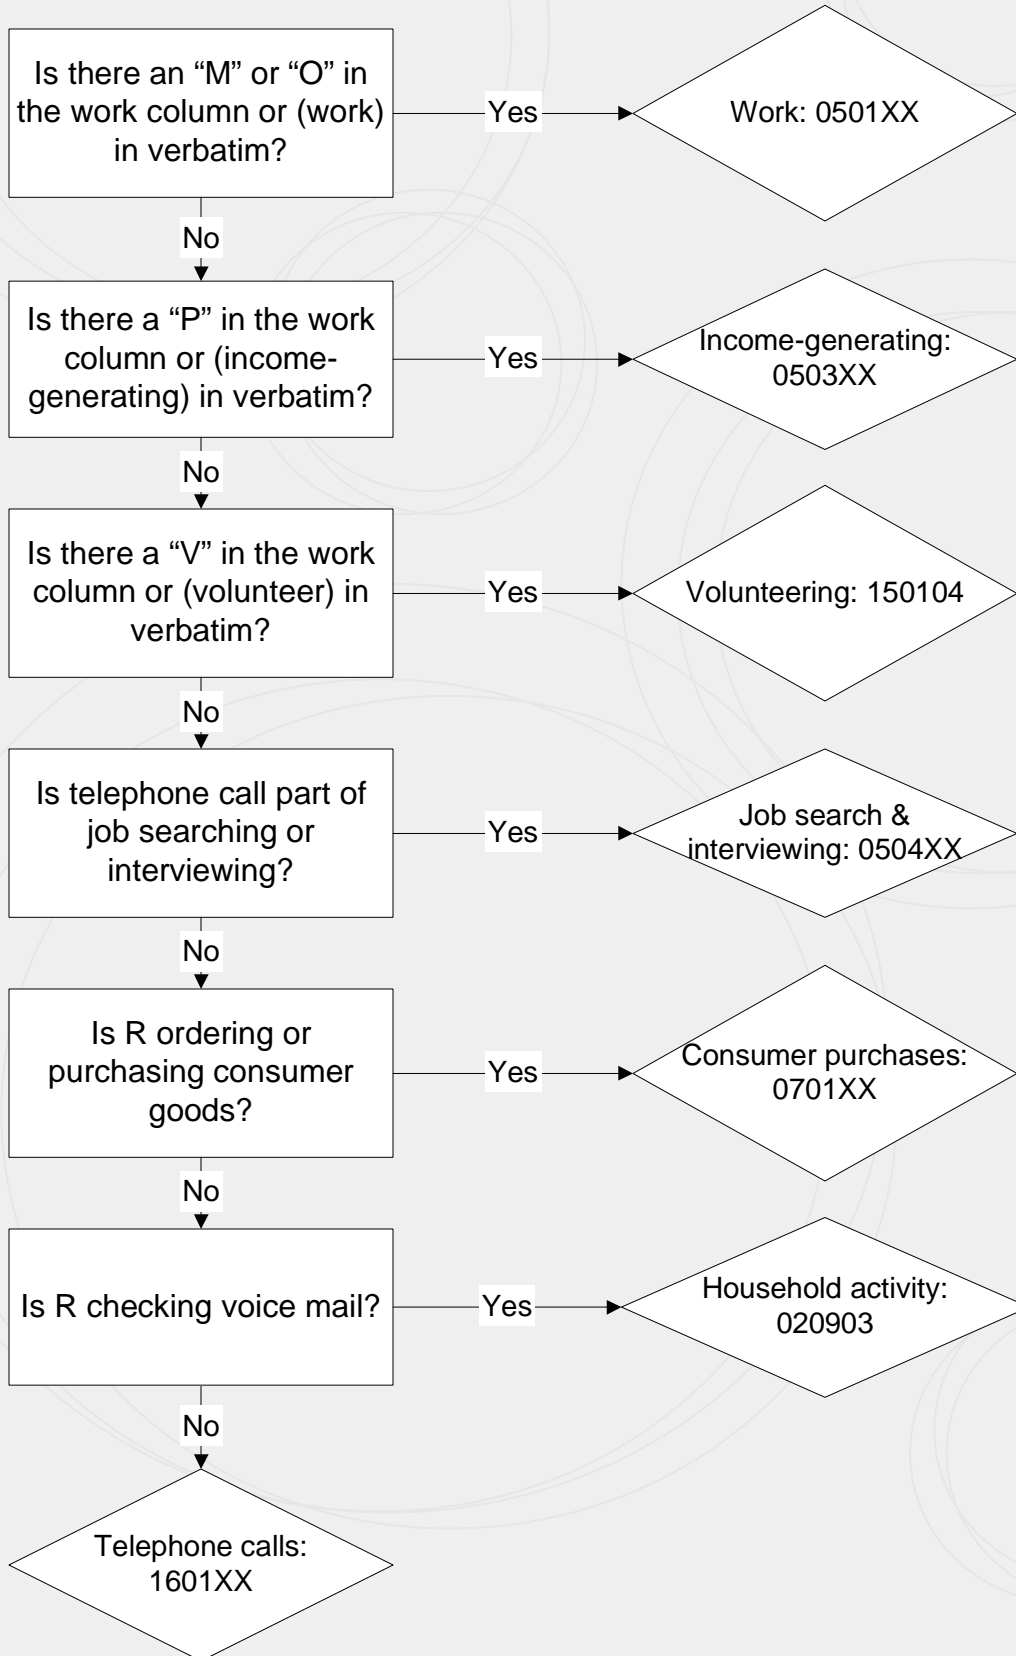 Is there an “M” or “O” in
the work column or (work)
in verbatim?
Yes
Work: 0501XX
No
Is there a “P” in the work
column or (income-
generating) in verbatim?
Yes
Income-generating:
0503XX
No
Is there a “V” in the work
column or (volunteer) in
verbatim?
Yes
Volunteering: 150104
No
Is telephone call part of
job searching or
interviewing?
Yes
Job search &
interviewing: 0504XX
No
Is R ordering or
purchasing consumer
goods?
Yes
Consumer purchases:
0701XX
No
Is R checking voice mail?
Yes
Household activity:
020903
No
Telephone calls:
1601XX